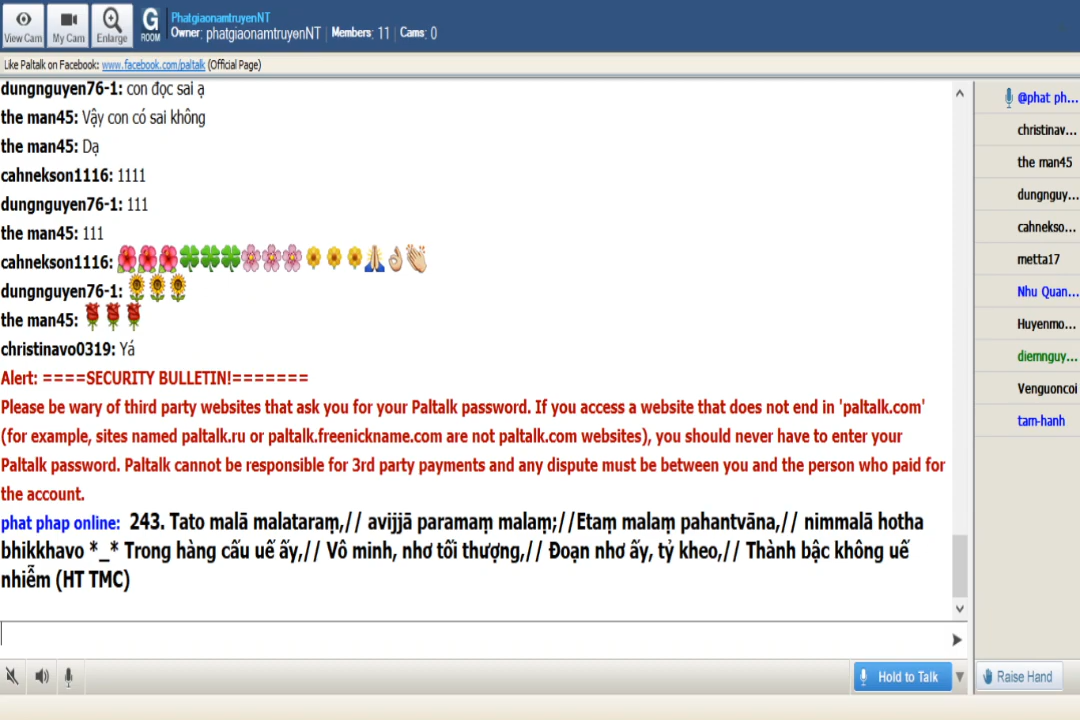 View Cam
My Cam
Enlarge
G
ROOM
PhatgiaonamtruyenNT
Owner: phatgiaonamtruyenNT | Members: 11 | Cams: 0
Like Paltalk on Facebook: www.facebook.com/paltalk (Official Page)
dungnguyen76-1: con đọc sai ạ
the man45: Vậy con có sai không
the man45: Dạ
cahnekson1116: 1111
dungnguyen76-1: 111
the man45: 111
cahnekson1116: 🌺🌺🌺🍀🍀🍀🌸🌸🌸🌼🌼🌼🙏👌👏
dungnguyen76-1: 🌻🌻🌻
the man45: 🌹🌹🌹
christinavo0319: Yá
Alert: ====SECURITY BULLETIN!=======
Please be wary of third party websites that ask you for your Paltalk password. If you access a website that does not end in 'paltalk.com'
(for example, sites named paltalk.ru or paltalk.freenickname.com are not paltalk.com websites), you should never have to enter your
Paltalk password. Paltalk cannot be responsible for 3rd party payments and any dispute must be between you and the person who paid for
the account.
phat phap online: 243. Tato malā malataraṃ,// avijjā paramaṃ malaṃ;//Etaṃ malaṃ pahantvāna,// nimmalā hotha
bhikkhavo *_* Trong hàng cấu uế ấy,// Vô minh, nhơ tối thượng,// Đoạn nhơ ấy, tỷ kheo,// Thành bậc không uế
nhiễm (HT TMC)
@phat ph...
christinav...
the man45
dungnguy...
cahnekso...
metta17
Nhu Quan...
Huyenmo...
diemnguy...
Venguoncoi
tam-hanh
Hold to Talk
Raise Hand